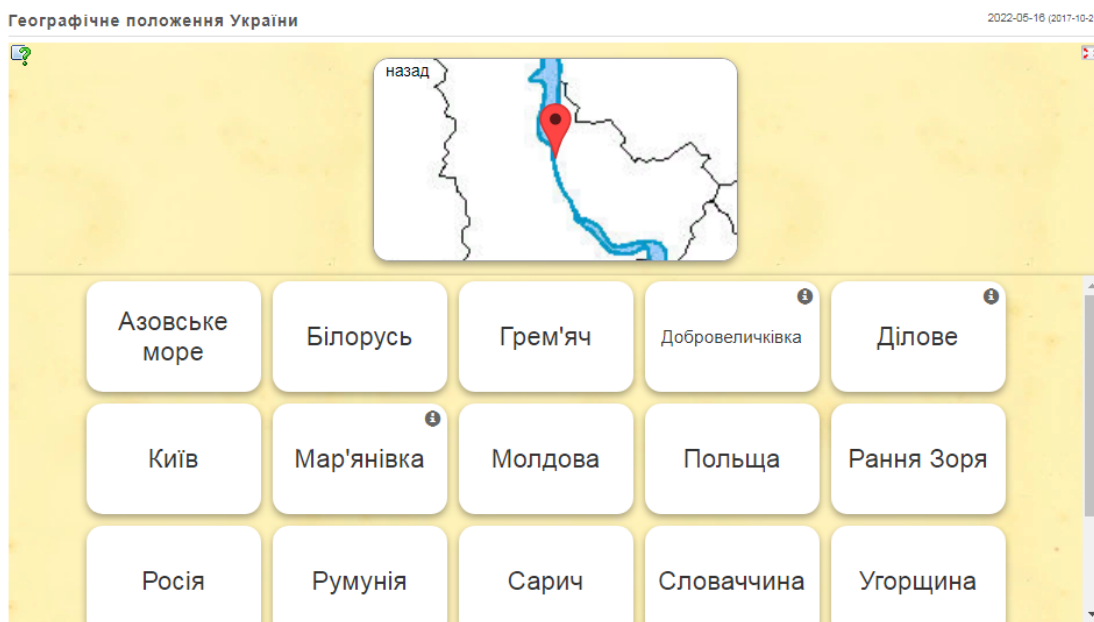 Географічне положення України
2022-05-16 (2017-10-2
назад
Азовське
море
Білорусь
Грем'яч
Добровеличківка
Ділове
Київ
Мар'янівка
Молдова
Польща
Рання Зоря
Росія
Румунія
Сарич
Словаччина
Угорщина